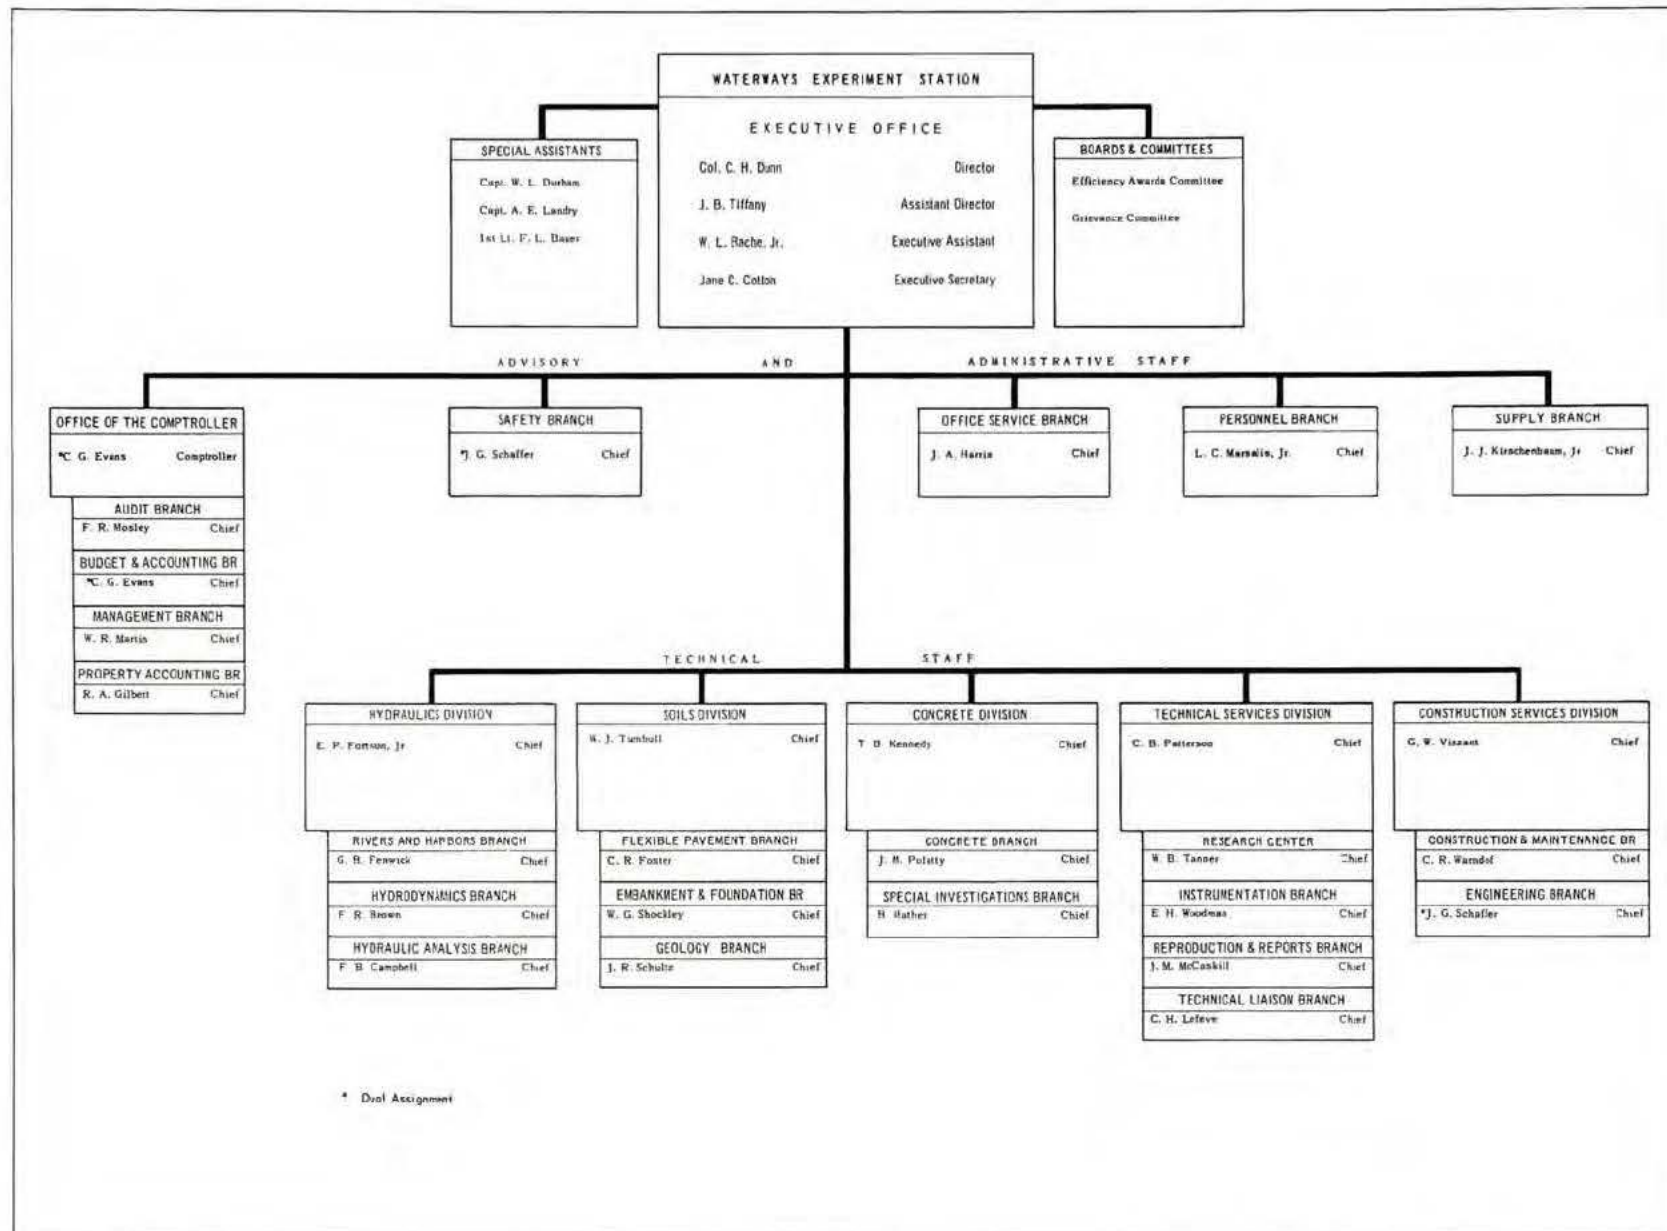 WATERWAYS EXPERIMENT STATION
EXECUTIVE OFFICE
Col. C. H. Dunn Director
J. B. Tiffany Assistant Director
W. L. Bache, Jr. Executive Assistant
Jane C. Cotton Executive Secretary
SPECIAL ASSISTANTS
Capt. W. L. Durham
Capt. A. E. Landry
1st Lt. F. L.
BOARDS & COMMITTEES
Efficiency Awards Committee
Grievance Committee
ADVISORY AND ADMINISTRATIVE STAFF
OFFICE OF THE COMPTROLLER
*C G. Evans Comptroller
AUDIT BRANCH
F. R. Mosley Chief
BUDGET & ACCOUNTING BR
*C. G. Evans Chief
MANAGEMENT BRANCH
W. R. Martin Chief
PROPERTY ACCOUNTING BR
R. A. Gilbert Chief
SAFETY BRANCH
*J. G. Schaffer Chief
OFFICE SERVICE BRANCH
J. A. Harris Chief
PERSONNEL BRANCH
L. C. Marsalis, Jr. Chief
SUPPLY BRANCH
J. J. Kirschenbaum, Jr Chief
TECHNICAL STAFF
HYDRAULICS DIVISION
E. P. Fortson, Jr Chief
RIVERS AND HARBORS BRANCH
G. B. Fenwick Chief
HYDRODYNAMICS BRANCH
F R. Brown Chief
HYDRAULIC ANALYSIS BRANCH
F B. Campbell Chief
SOILS DIVISION
W. J. Turnbull Chief
FLEXIBLE PAVEMENT BRANCH
C. R. Foster Chief
EMBANKMENT & FOUNDATION BR
W. G. Shockley Chief
GEOLOGY BRANCH
J. R. Schultz Chief
CONCRETE DIVISION
T B Kennedy Chief
CONCRETE BRANCH
J. M. Polatty Chief
SPECIAL INVESTIGATIONS BRANCH
Chief
TECHNICAL SERVICES DIVISION
C. B. Patterson Chief
RESEARCH CENTER
W. B. Tanner Chief
INSTRUMENTATION BRANCH
E. H. Woodman Chief
REPRODUCTION & REPORTS BRANCH
J. M. McCaskill Chief
TECHNICAL LIAISON BRANCH
C. H. Chief
CONSTRUCTION SERVICES DIVISION
G. W. Vinzant Chief
CONSTRUCTION & MAINTENANCE BR
C. R. Warndof Chief
ENGINEERING BRANCH
*J. G. Schaffer Chief
* Dual Assignment